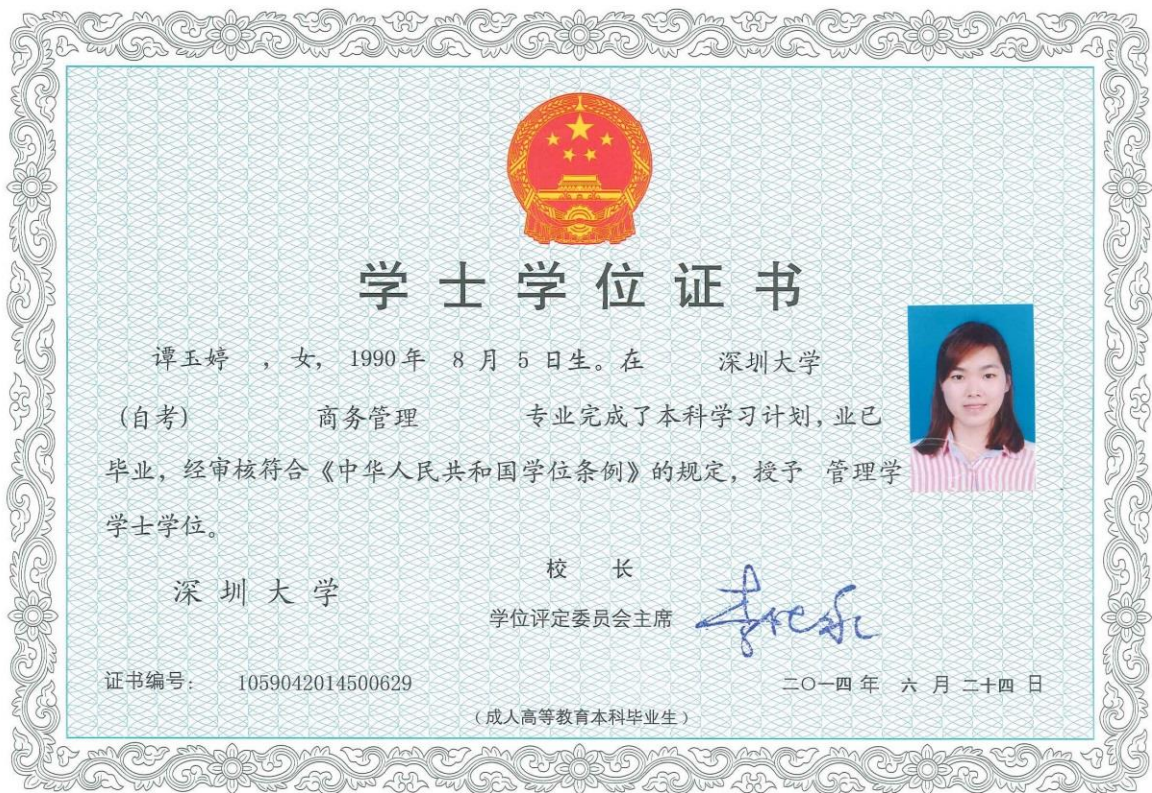 学士学位证书
谭玉婷 , 女, 1990年 8 月 5 日生。在 深圳大学
(自考) 商务管理 专业完成了本科学习计划, 业已
毕业, 经审核符合《中华人民共和国学位条例》的规定, 授予 管理学
学士学位。
校 长
深圳大学
学位评定委员会主席
证书编号: 1059042014500629
二〇一四 年 六 月 二十四 日
(成人高等教育本科毕业生)